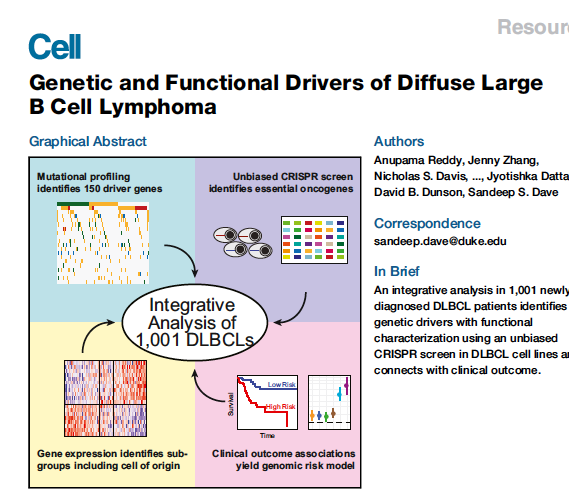 Resour
Cell
Genetic and Functional Drivers of Diffuse Large
B Cell Lymphoma
Graphical Abstract
Mutational profiling
identifies 150 driver genes
Unbiased CRISPR screen
identifies essential oncogenes
Integrative
Analysis of
1,001 DLBCLs
Low Risk
High Risk
Survival
Time
Gene expression identifies sub-
groups including cell of origin
Clinical outcome associations
yield genomic risk model
Authors
Anupama Reddy, Jenny Zhang,
Nicholas S. Davis, ..., Jyotishka Datta
David B. Dunson, Sandeep S. Dave
Correspondence
sandeep.dave@duke.edu
In Brief
An integrative analysis in 1,001 newly
diagnosed DLBCL patients identifies
genetic drivers with functional
characterization using an unbiased
CRISPR screen in DLBCL cell lines an
connects with clinical outcome.